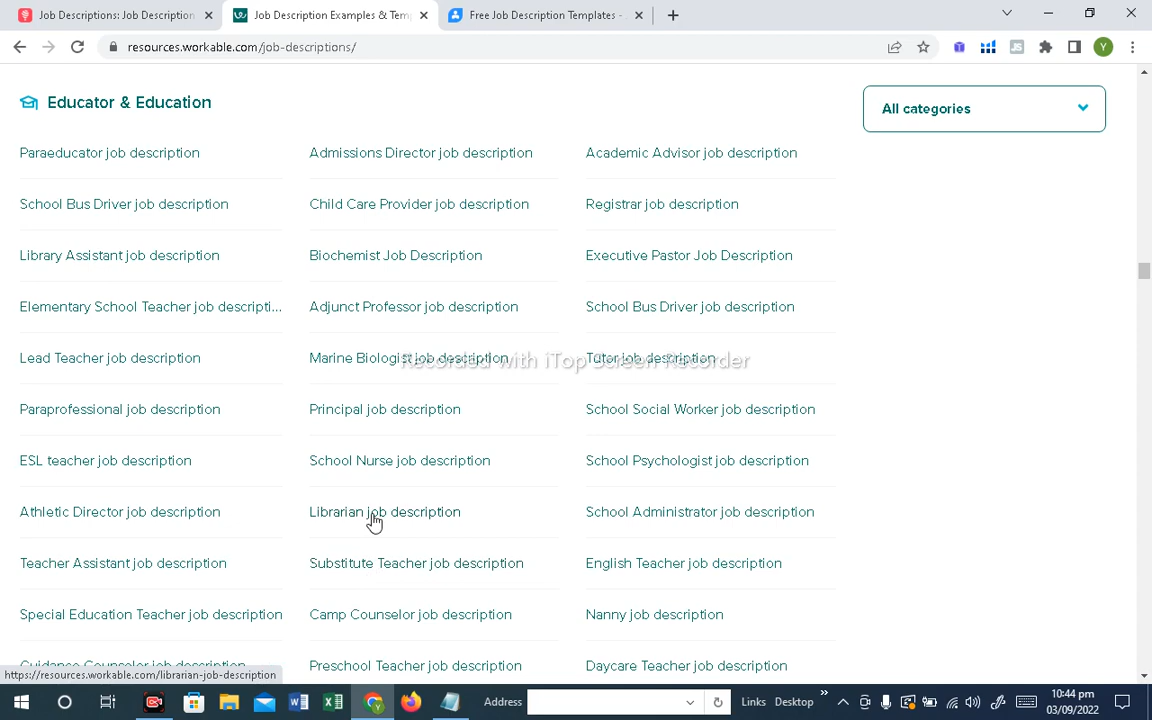 Job Descriptions: Job Description
Job Description Examples & Temp
Free Job Description Templates -
resources.workable.com/job-descriptions/
Y
Educator & Education
All categories
Paraeducator job description
Admissions Director job description
Academic Advisor job description
School Bus Driver job description
Child Care Provider job description
Registrar job description
Library Assistant job description
Biochemist Job Description
Executive Pastor Job Description
Elementary School Teacher job descripti...
Adjunct Professor job description
School Bus Driver job description
Lead Teacher job description
Marine Biologist job description
Tutor job description
Recorded with iTop Screen Recorder
Paraprofessional job description
Principal job description
School Social Worker job description
ESL teacher job description
School Nurse job description
School Psychologist job description
Athletic Director job description
Librarian job description
School Administrator job description
Teacher Assistant job description
Substitute Teacher job description
English Teacher job description
Special Education Teacher job description
Camp Counselor job description
Nanny job description
Guidance Counselor job description
Preschool Teacher job description
Daycare Teacher job description
https://resources.workable.com/librarian-job-description
Address
Links
Desktop
10:44 pm
03/09/2022